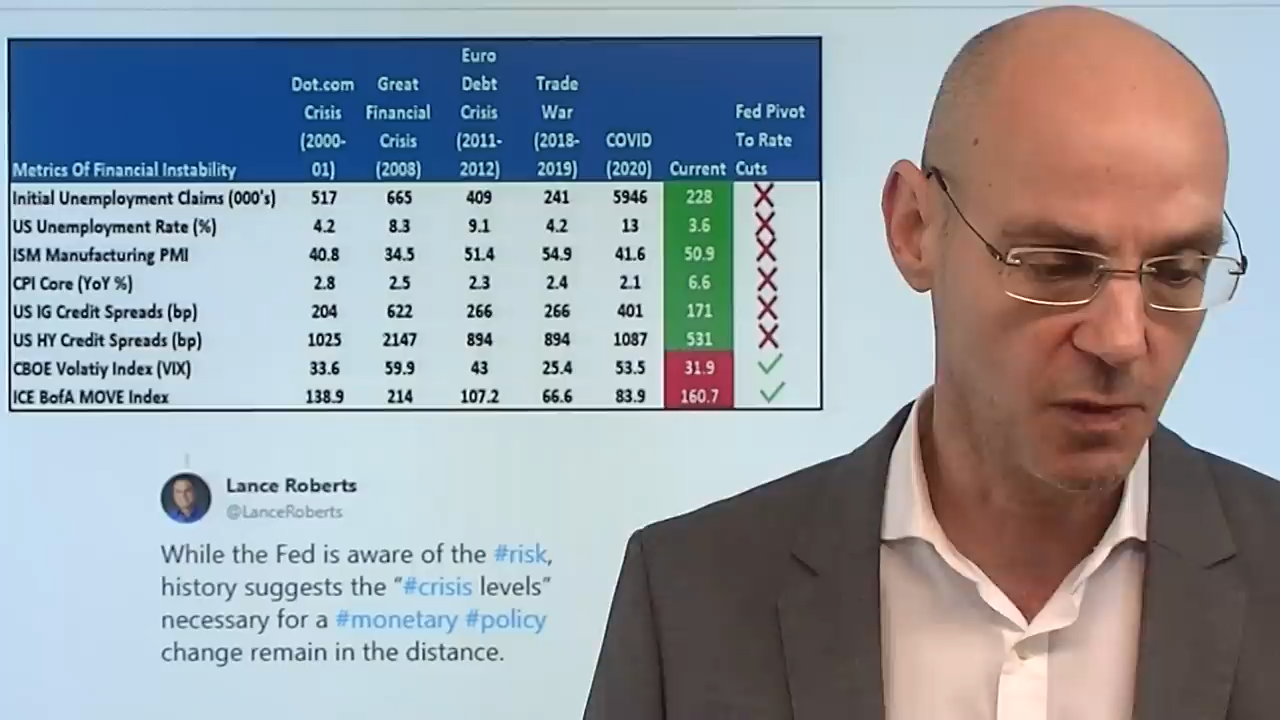 Euro
Dot.com Great Debt Trade
Crisis Financial Crisis War Fed Pivot
(2000- Crisis (2011- (2018- COVID To Rate
Metrics Of Financial Instability 01) (2008) 2012) 2019) (2020) Current Cuts
Initial Unemployment Claims (000's) 517 665 409 241 5946 228
US Unemployment Rate (%) 4.2 8.3 9.1 4.2 13 3.6
ISM Manufacturing PMI 40.8 34.5 51.4 54.9 41.6 50.9
CPI Core (YoY %) 2.8 2.5 2.3 2.4 2.1 6.6
US IG Credit Spreads (bp) 204 622 266 266 401 171
US HY Credit Spreads (bp) 1025 2147 894 894 1087 531
CBOE Volatiy Index (VIX) 33.6 59.9 43 25.4 53.5 31.9
ICE BofA MOVE Index 138.9 214 107.2 66.6 83.9 160.7
Lance Roberts
@LanceRoberts
While the Fed is aware of the #risk,
history suggests the “#crisis levels”
necessary for a #monetary #policy
change remain in the distance.